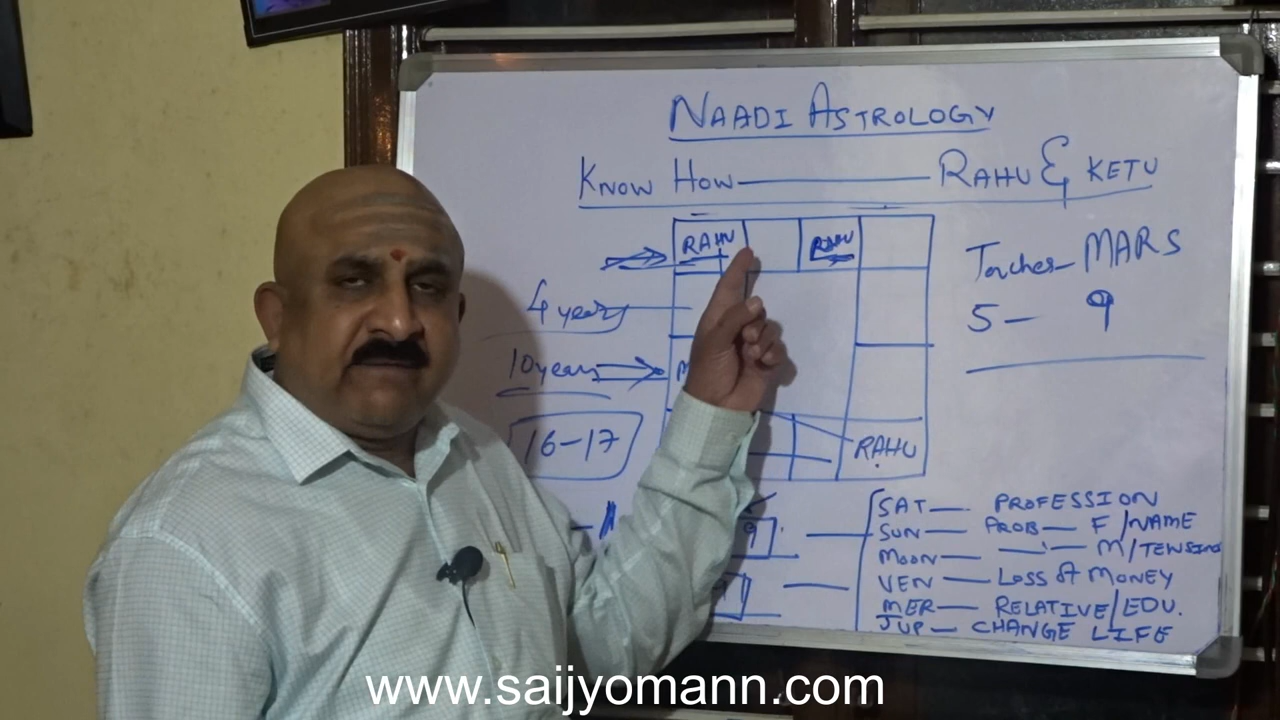 NAADI ASTROLOGY
KNOW HOW RAHU & KETU
RAHU RAHU
Touches MARS
5 - 9
4 years
10 years
16-17
RAHU
9
SAT - PROFESSION
SUN - PROB - F/NAME
MOON - M/TENSION
VEN - LOSS OF MONEY
MER - RELATIVE/EDU.
JUP - CHANGE LIFE
www.saijyomann.com